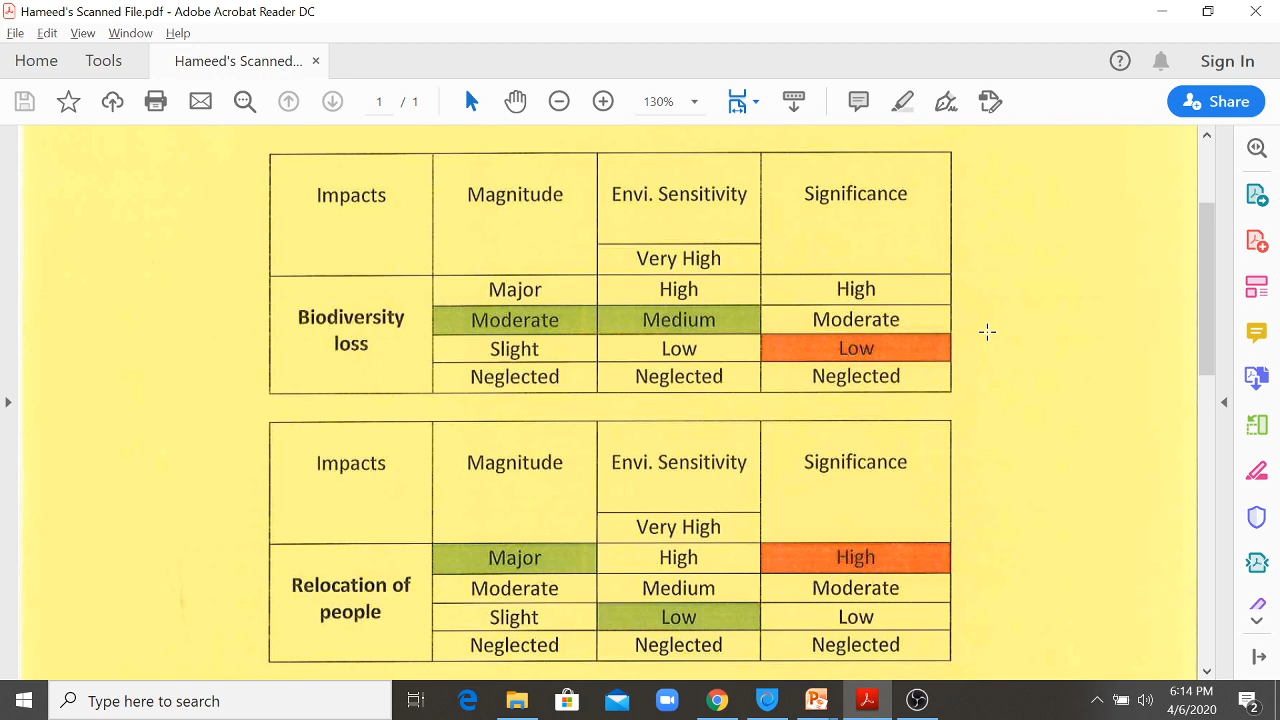 Hameed's Scanned File.pdf - Adobe Acrobat Reader DC
File Edit View Window Help
Home Tools Hameed's Scanned... × ? Sign In
1 / 1 130% Share
Impacts Magnitude Envi. Sensitivity Significance
Very High
Major High High
Biodiversity loss Moderate Medium Moderate
Slight Low Low
Neglected Neglected Neglected
Impacts Magnitude Envi. Sensitivity Significance
Very High
Major High High
Relocation of people Moderate Medium Moderate
Slight Low Low
Neglected Neglected Neglected
Type here to search 6:14 PM
4/6/2020 2